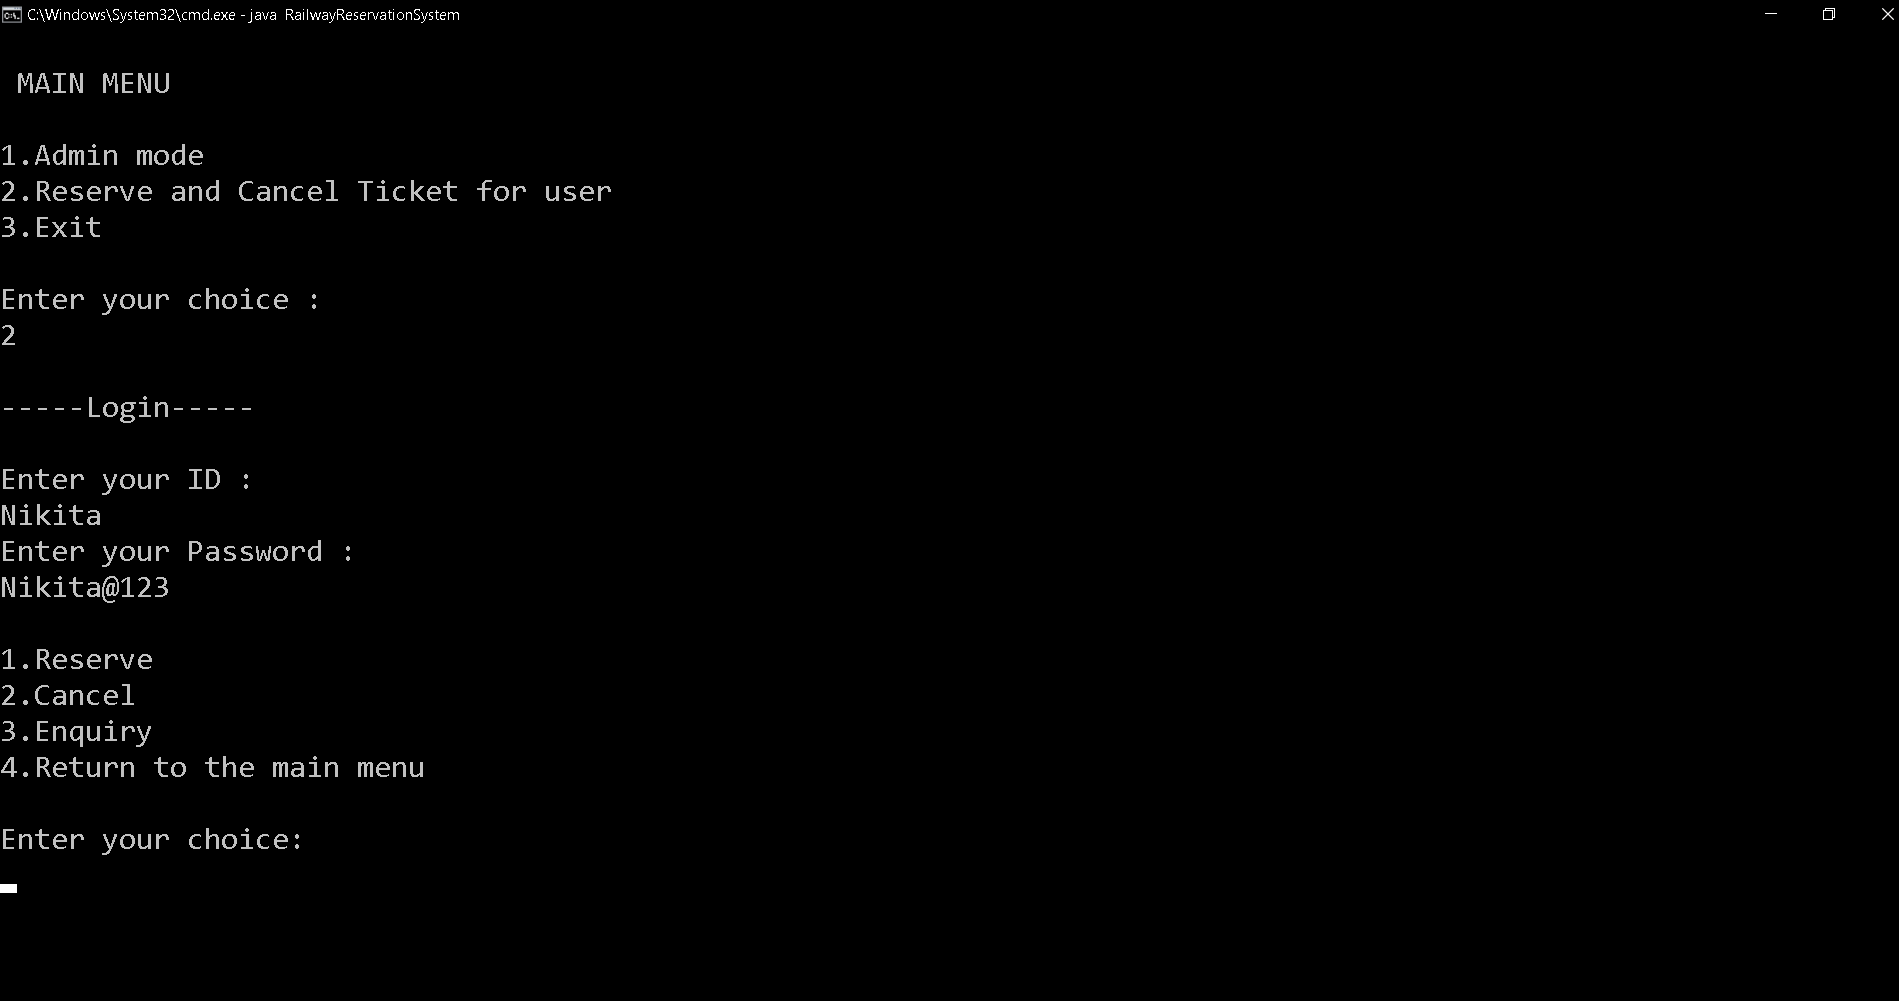 C:\Windows\System32\cmd.exe - java  RailwayReservationSystem
MAIN MENU
1.Admin mode
2.Reserve and Cancel Ticket for user
3.Exit
Enter your choice :
2
-----Login-----
Enter your ID :
Nikita
Enter your Password :
Nikita@123
1.Reserve
2.Cancel
3.Enquiry
4.Return to the main menu
Enter your choice: